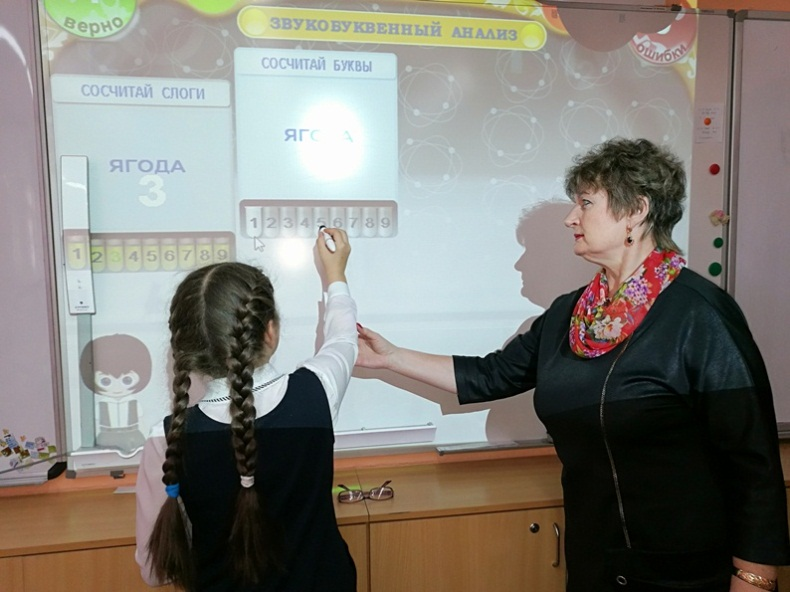 верно
ЗВУКОБУКВЕННЫЙ АНАЛИЗ
ошибки
СОСЧИТАЙ СЛОГИ
ЯГОДА
3
1 2 3 4 5 6 7 8 9
СОСЧИТАЙ БУКВЫ
ЯГОДА
1 2 3 4 5 6 7 8 9